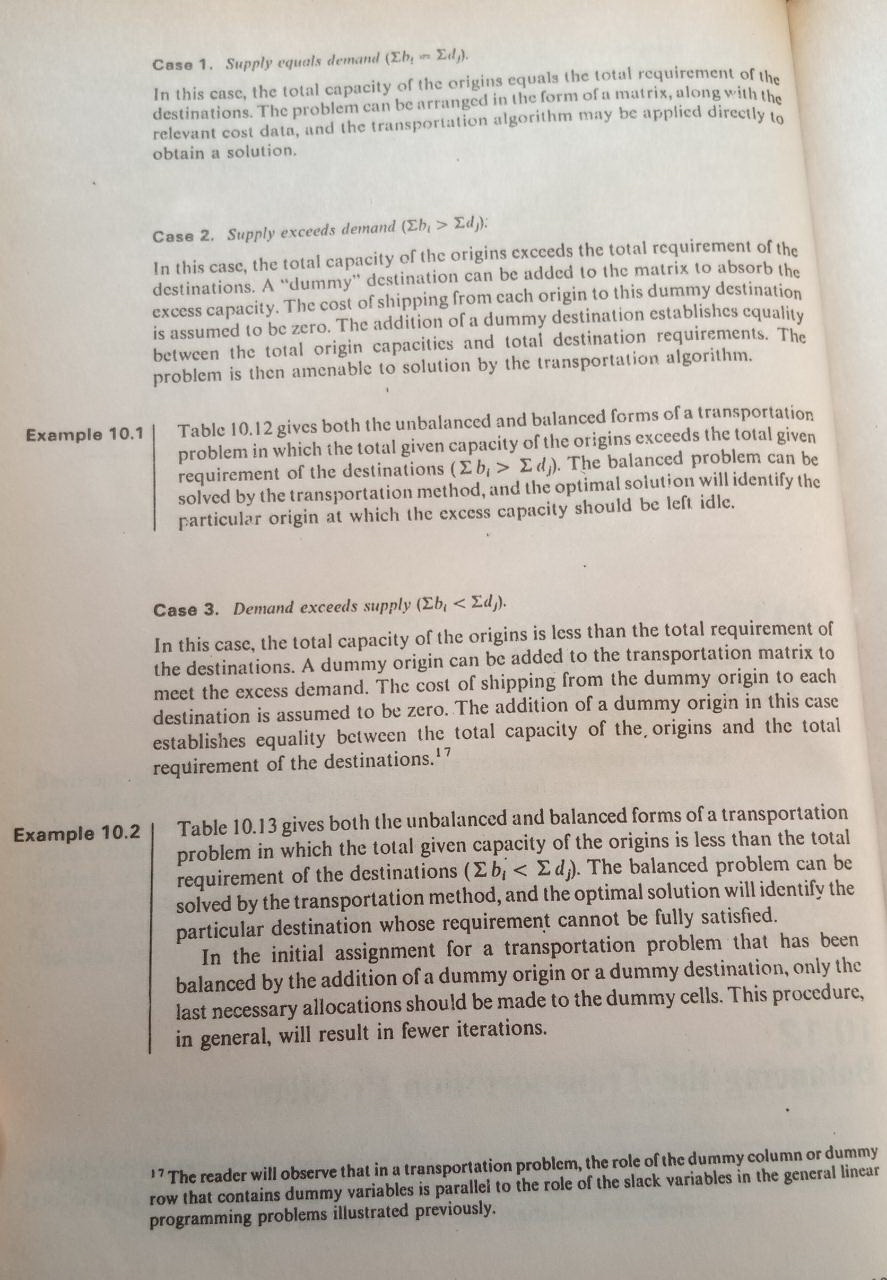 Case 1. Supply equals demand (Σbᵢ = Σdⱼ).
In this case, the total capacity of the origins equals the total requirement of the
destinations. The problem can be arranged in the form of a matrix, along with the
relevant cost data, and the transportation algorithm may be applied directly to
obtain a solution.
Case 2. Supply exceeds demand (Σbᵢ > Σdⱼ):
In this case, the total capacity of the origins exceeds the total requirement of the
destinations. A "dummy" destination can be added to the matrix to absorb the
excess capacity. The cost of shipping from each origin to this dummy destination
is assumed to be zero. The addition of a dummy destination establishes equality
between the total origin capacities and total destination requirements. The
problem is then amenable to solution by the transportation algorithm.
Example 10.1
Table 10.12 gives both the unbalanced and balanced forms of a transportation
problem in which the total given capacity of the origins exceeds the total given
requirement of the destinations (Σ bᵢ > Σ dⱼ). The balanced problem can be
solved by the transportation method, and the optimal solution will identify the
particular origin at which the excess capacity should be left idle.
Case 3. Demand exceeds supply (Σbᵢ < Σdⱼ).
In this case, the total capacity of the origins is less than the total requirement of
the destinations. A dummy origin can be added to the transportation matrix to
meet the excess demand. The cost of shipping from the dummy origin to each
destination is assumed to be zero. The addition of a dummy origin in this case
establishes equality between the total capacity of the origins and the total
requirement of the destinations.¹⁷
Example 10.2
Table 10.13 gives both the unbalanced and balanced forms of a transportation
problem in which the total given capacity of the origins is less than the total
requirement of the destinations (Σ bᵢ < Σ dⱼ). The balanced problem can be
solved by the transportation method, and the optimal solution will identify the
particular destination whose requirement cannot be fully satisfied.
In the initial assignment for a transportation problem that has been
balanced by the addition of a dummy origin or a dummy destination, only the
last necessary allocations should be made to the dummy cells. This procedure,
in general, will result in fewer iterations.
¹⁷ The reader will observe that in a transportation problem, the role of the dummy column or dummy
row that contains dummy variables is parallel to the role of the slack variables in the general linear
programming problems illustrated previously.